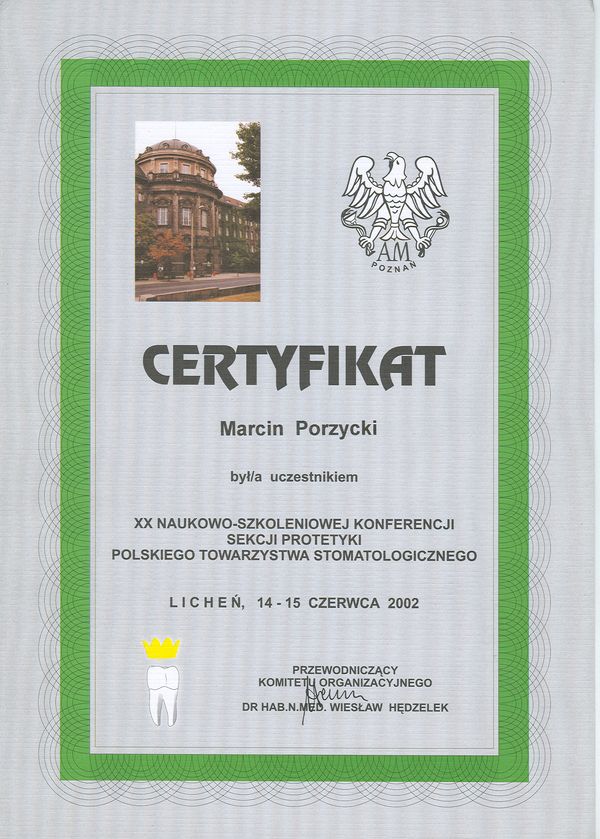 AM
POZNAŃ
CERTYFIKAT
Marcin Porzycki
był/a uczestnikiem
XX NAUKOWO-SZKOLENIOWEJ KONFERENCJI
SEKCJI PROTETYKI
POLSKIEGO TOWARZYSTWA STOMATOLOGICZNEGO
LICHEŃ, 14 - 15 CZERWCA 2002
PRZEWODNICZĄCY
KOMITETU ORGANIZACYJNEGO
DR HAB.N.MED. WIESŁAW HĘDZELEK